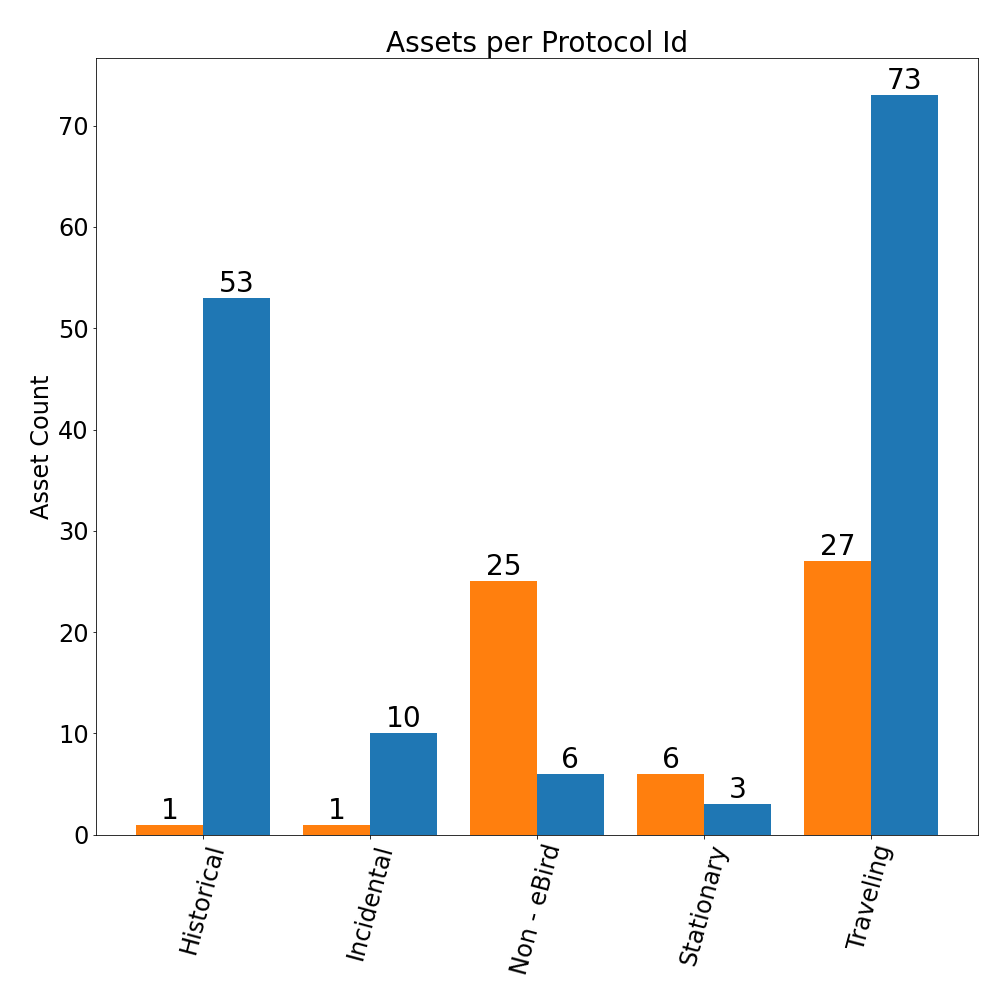 Assets per Protocol Id
Asset Count
70
60
50
40
30
20
10
0
1
53
1
10
25
6
6
3
27
73
Historical
Incidental
Non - eBird
Stationary
Traveling